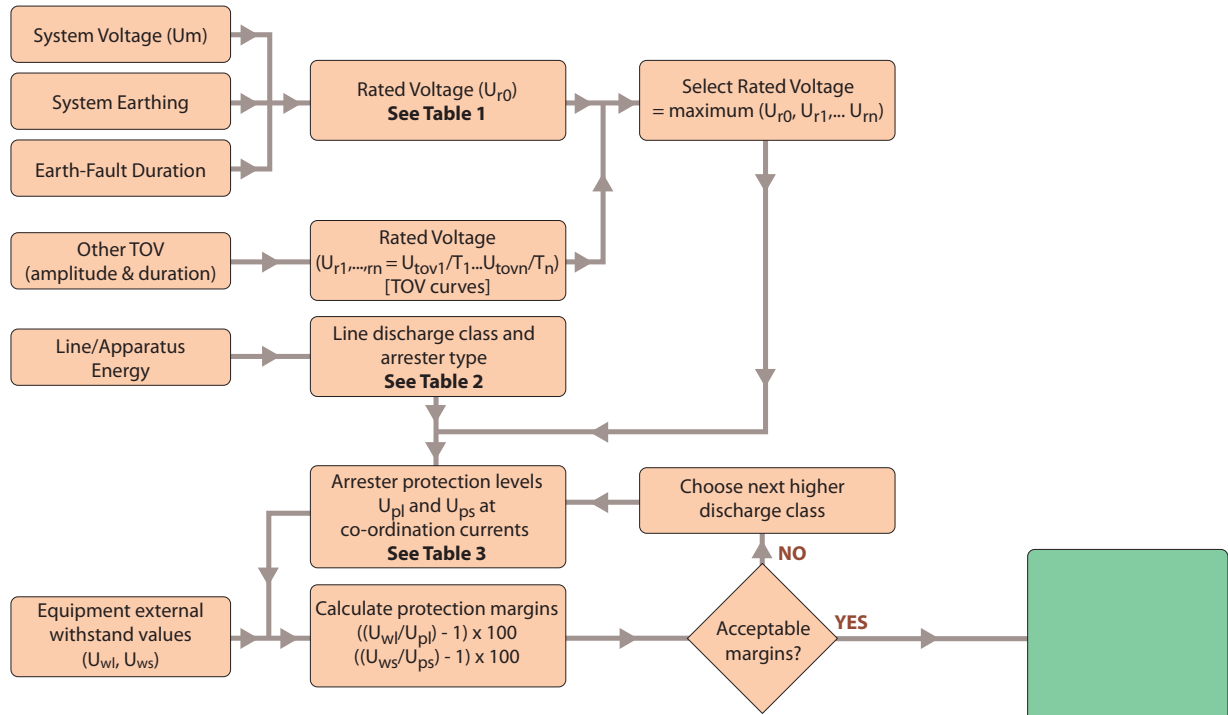 System Voltage (Um)
System Earthing
Earth-Fault Duration
Rated Voltage (Ur0)
See Table 1
Select Rated Voltage
= maximum (Ur0, Ur1,... Urn)
Other TOV
(amplitude & duration)
Rated Voltage
(Ur1,...,rn = Utov1/T1...Utovn/Tn)
[TOV curves]
Line/Apparatus
Energy
Line discharge class and
arrester type
See Table 2
Arrester protection levels
Upl and Ups at
co-ordination currents
See Table 3
Choose next higher
discharge class
NO
Equipment external
withstand values
(Uwl, Uws)
Calculate protection margins
((Uwl/Upl) - 1) x 100
((Uws/Ups) - 1) x 100
Acceptable
margins?
YES